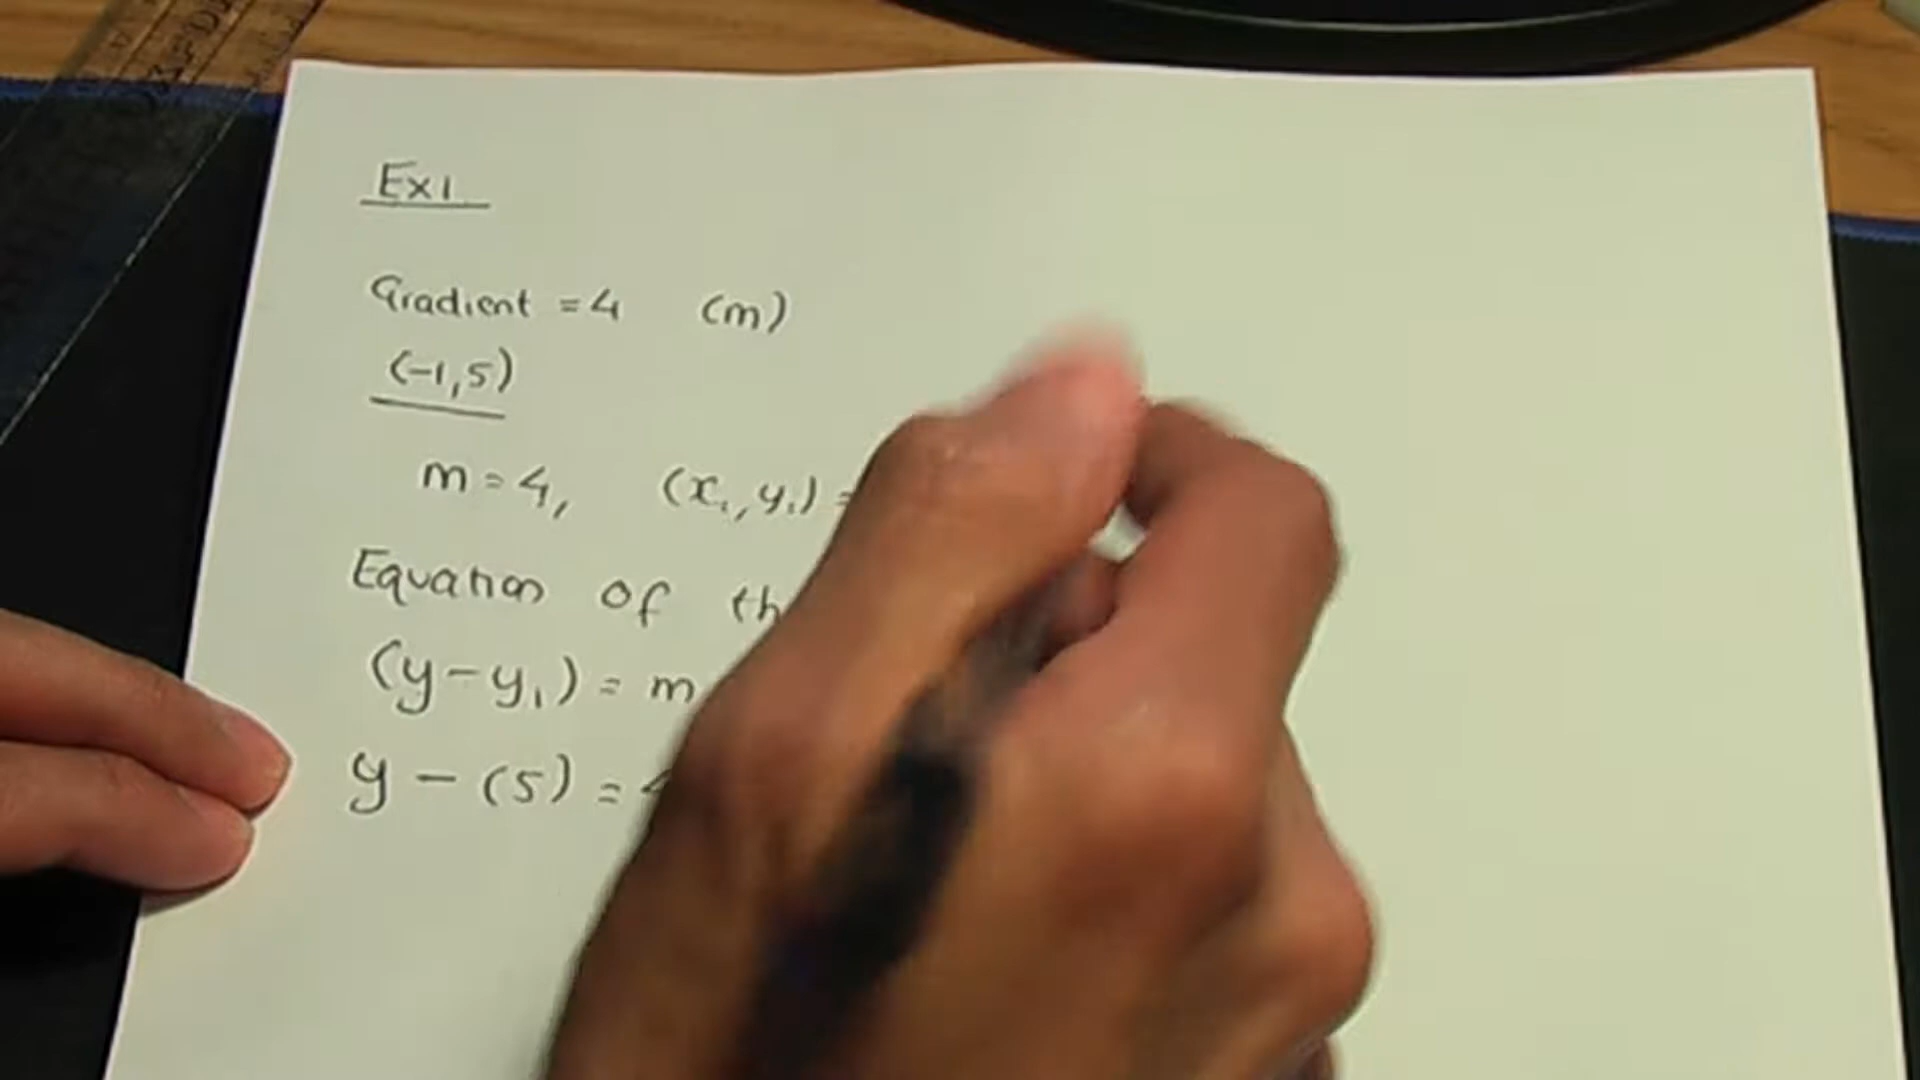 Ex1
Gradient = 4 (m)
(-1,5)
m = 4, (x₁, y₁) =
Equation of th
(y-y₁) = m
y - (5) =